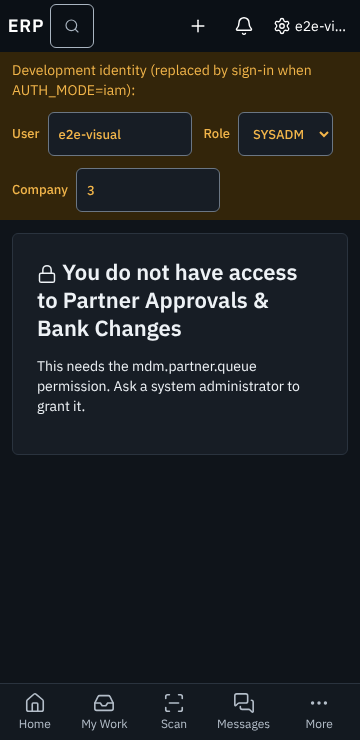 ERP
e2e-vi...
Development identity (replaced by sign-in when
AUTH_MODE=iam):
User e2e-visual Role SYSADM
Company 3
You do not have access
to Partner Approvals &
Bank Changes
This needs the mdm.partner.queue
permission. Ask a system administrator to
grant it.
Home My Work Scan Messages More